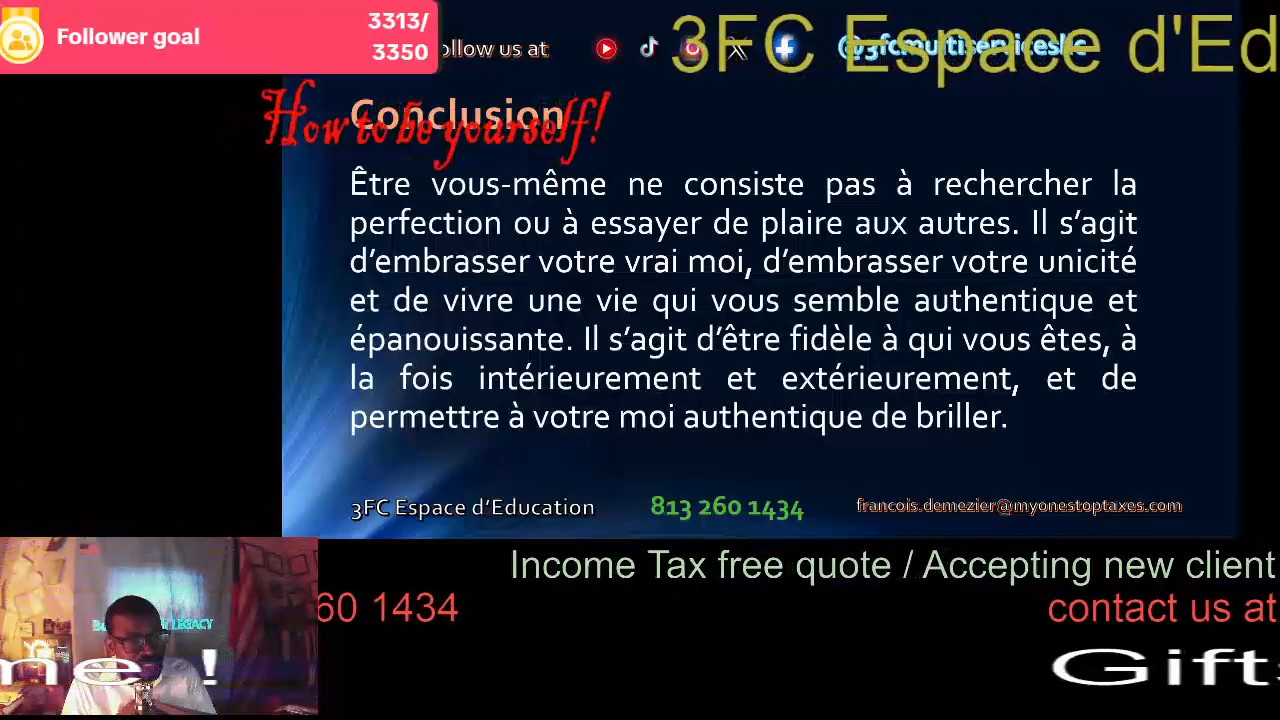 Follower goal
3313/
3350
ollow us at
@3fcmultiservicesllc
3FC Espace d'Ed
Conclusion
How to be yourself!
Être vous-même ne consiste pas à rechercher la
perfection ou à essayer de plaire aux autres. Il s’agit
d’embrasser votre vrai moi, d’embrasser votre unicité
et de vivre une vie qui vous semble authentique et
épanouissante. Il s’agit d’être fidèle à qui vous êtes, à
la fois intérieurement et extérieurement, et de
permettre à votre moi authentique de briller.
3FC Espace d’Education
813 260 1434
francois.demezier@myonestoptaxes.com
Income Tax free quote / Accepting new client
60 1434
contact us at
LEGACY
me !
Gift